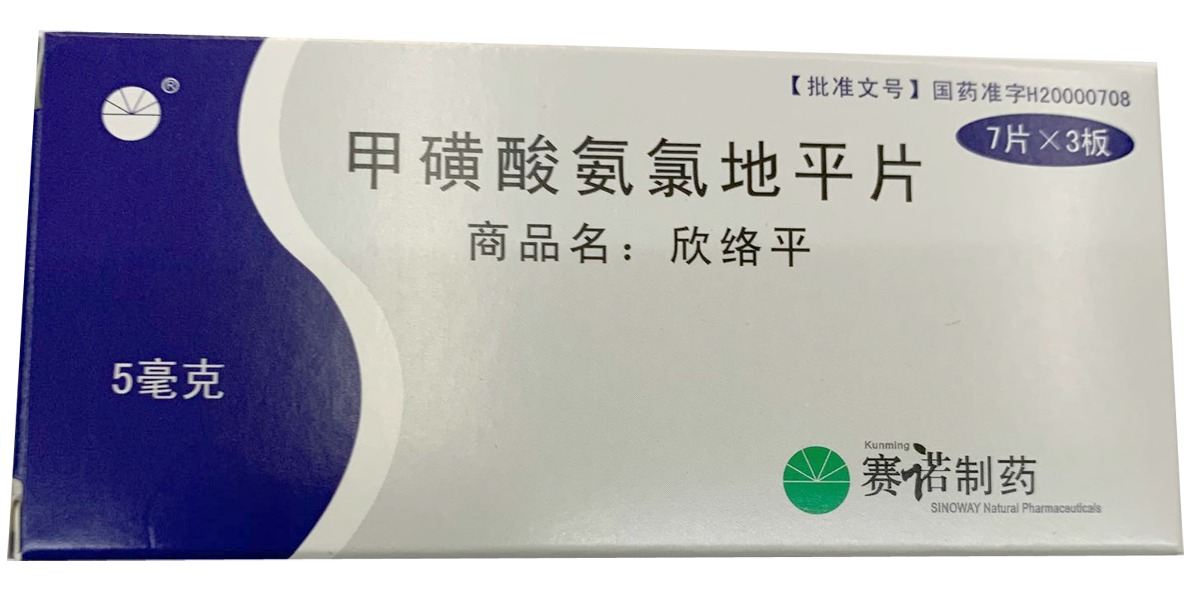 ®
【批准文号】国药准字H20000708
7片×3板
甲磺酸氨氯地平片
商品名：欣络平
5毫克
Kunming
赛诺制药
SINOWAY Natural Pharmaceuticals